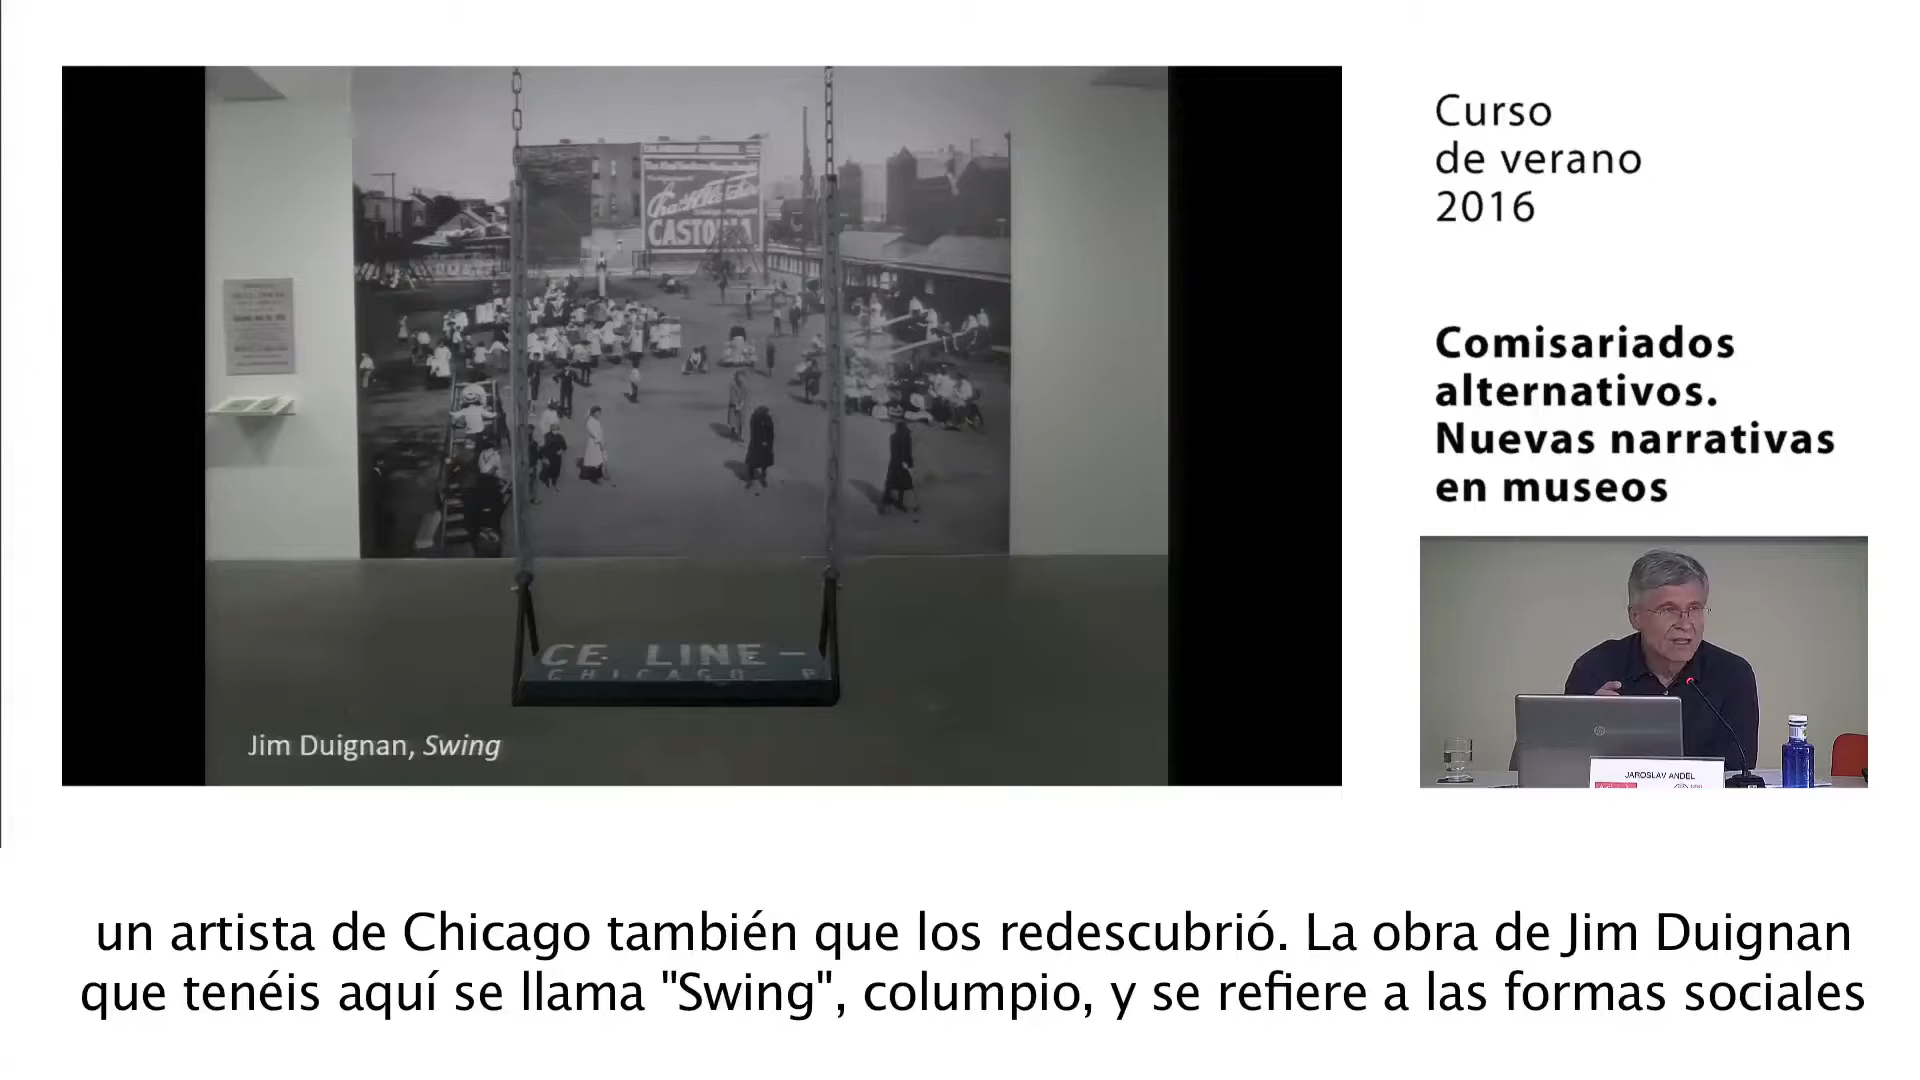 Curso
de verano
2016
Comisariados
alternativos.
Nuevas narrativas
en museos
CASTORIA
CE LINE –
CHICAGO
Jim Duignan, Swing
JAROSLAV ANDEL
hp
un artista de Chicago también que los redescubrió. La obra de Jim Duignan
que tenéis aquí se llama "Swing", columpio, y se refiere a las formas sociales